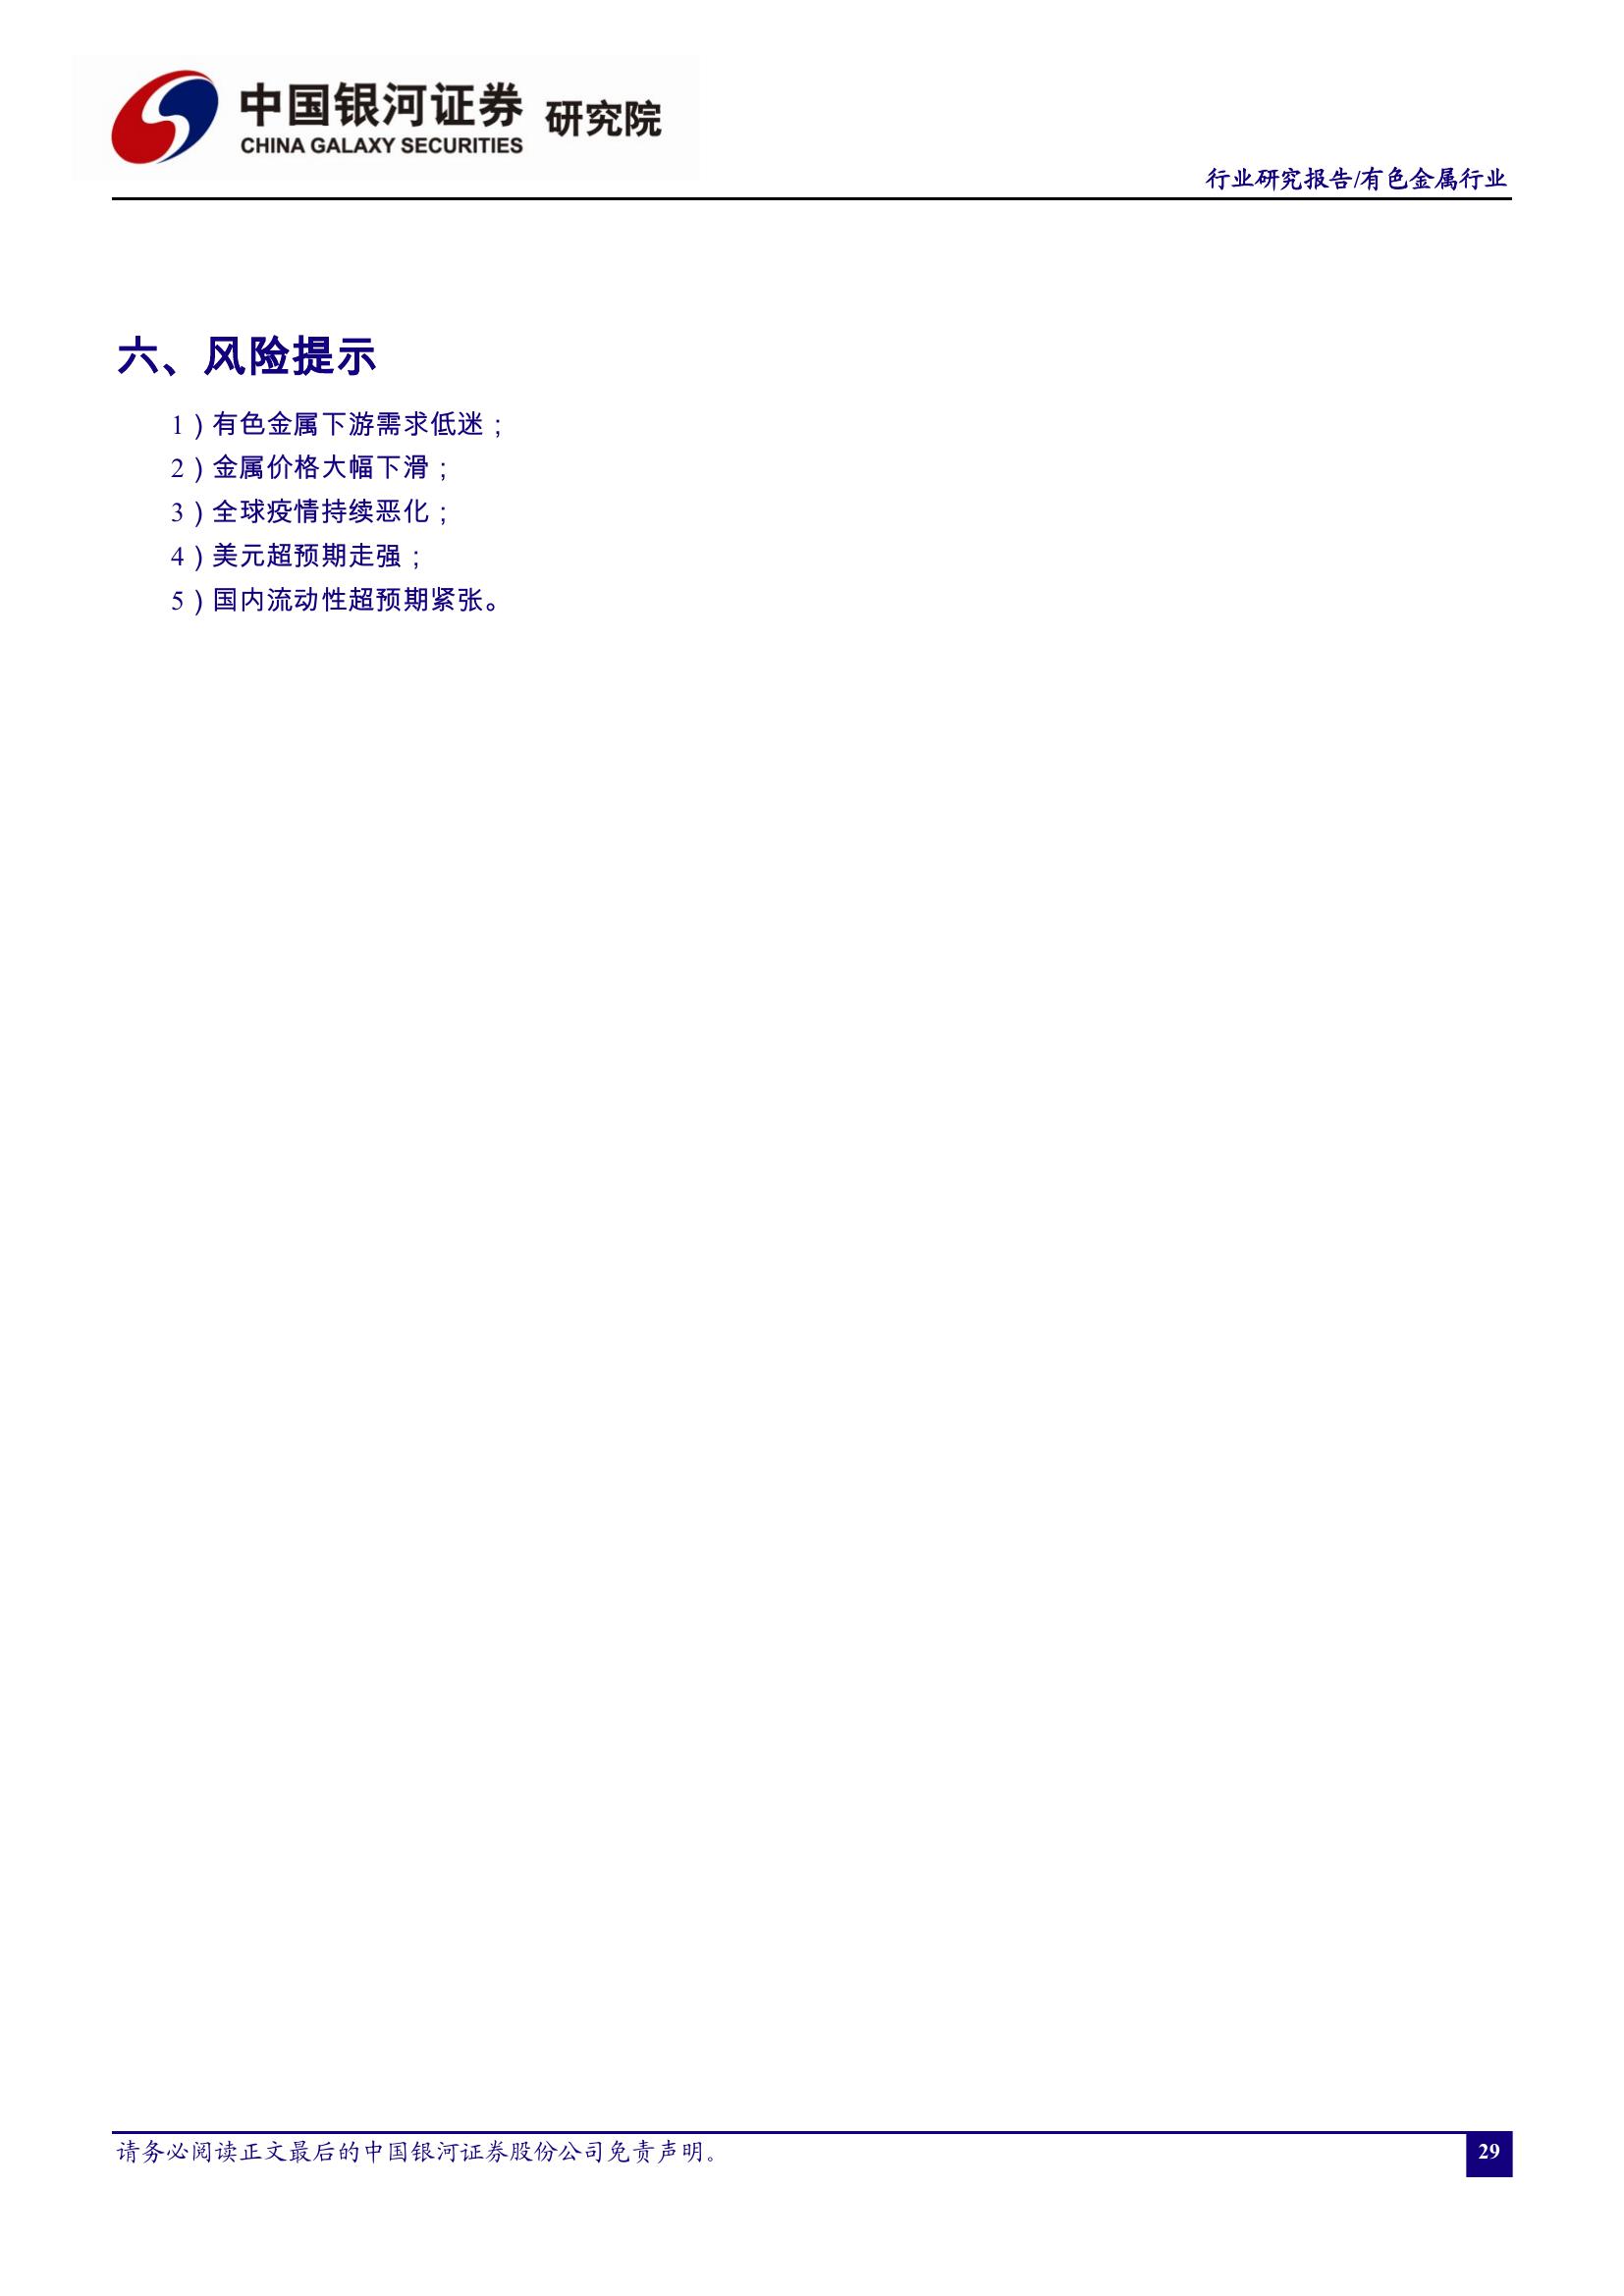 中国银河证券 研究院
CHINA GALAXY SECURITIES
行业研究报告/有色金属行业
六、风险提示
1）有色金属下游需求低迷；
2）金属价格大幅下滑；
3）全球疫情持续恶化；
4）美元超预期走强；
5）国内流动性超预期紧张。
请务必阅读正文最后的中国银河证券股份公司免责声明。
29